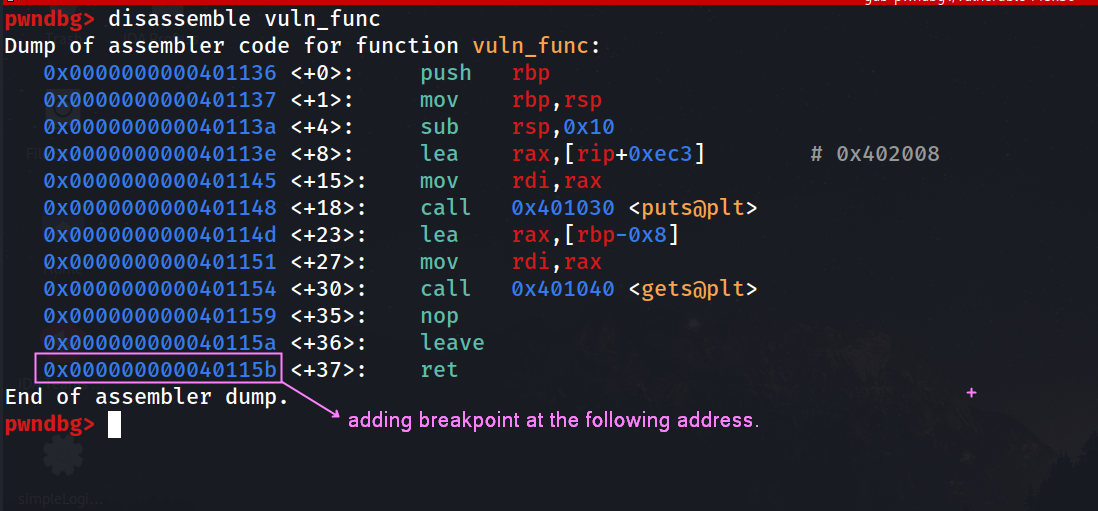 pwndbg> disassemble vuln_func
Dump of assembler code for function vuln_func:
0x0000000000401136 <+0>: push rbp
0x0000000000401137 <+1>: mov rbp,rsp
0x000000000040113a <+4>: sub rsp,0x10
0x000000000040113e <+8>: lea rax,[rip+0xec3] # 0x402008
0x0000000000401145 <+15>: mov rdi,rax
0x0000000000401148 <+18>: call 0x401030 <puts@plt>
0x000000000040114d <+23>: lea rax,[rbp-0x8]
0x0000000000401151 <+27>: mov rdi,rax
0x0000000000401154 <+30>: call 0x401040 <gets@plt>
0x0000000000401159 <+35>: nop
0x000000000040115a <+36>: leave
0x000000000040115b <+37>: ret
End of assembler dump.
pwndbg>
adding breakpoint at the following address.
simpleLogi...